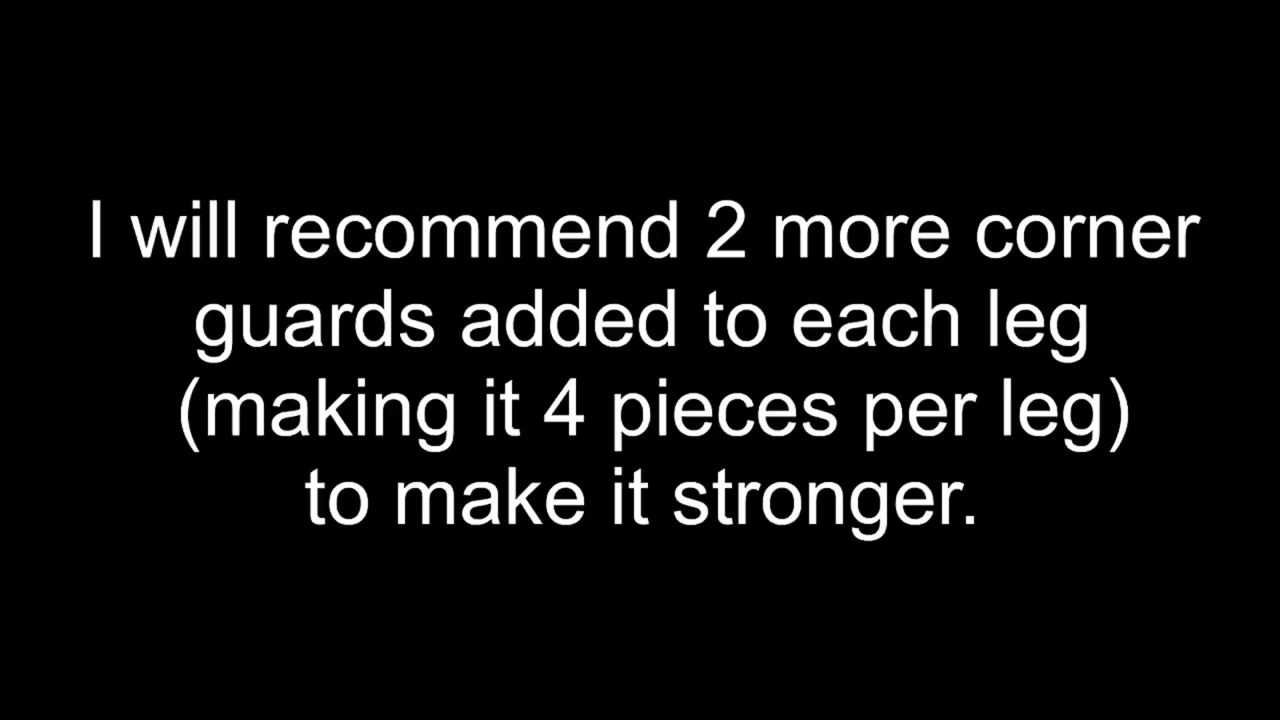 I will recommend 2 more corner
guards added to each leg
(making it 4 pieces per leg)
to make it stronger.